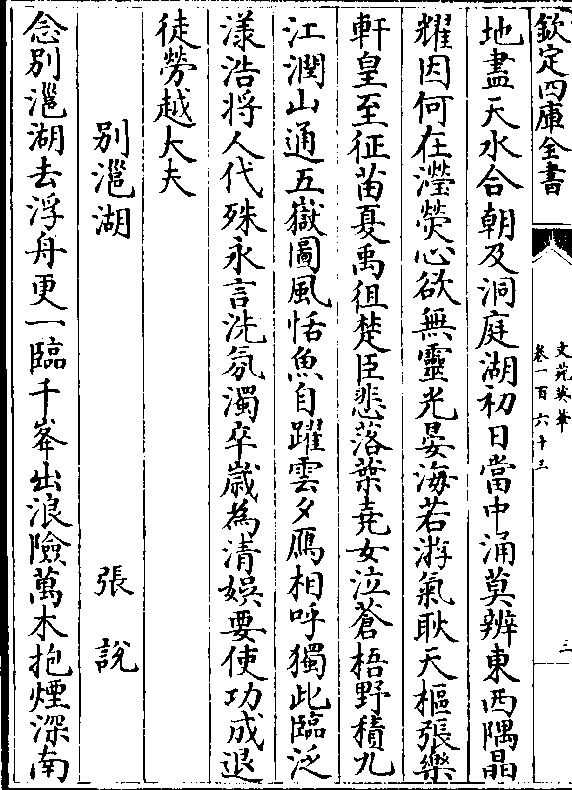 欽定四庫全書
文苑英華
卷一百六十三
三
地盡天水合朝及洞庭湖初日當中涌莫辨東西隅晶
耀因何在瀅熒心欲無靈光晏海若游氣耿天樞張樂
軒皇至征苗夏禹徂楚臣悲落葉堯女泣蒼梧野積九
江潤山通五嶽圖風恬魚自躍雲夕鴈相呼獨此臨泛
漾浩將人代殊永言洗氛濁卒歲為清娛要使功成退
徒勞越大夫
別㴩湖
張說
念別㴩湖去浮舟更一臨千峯出浪險萬木抱煙深南